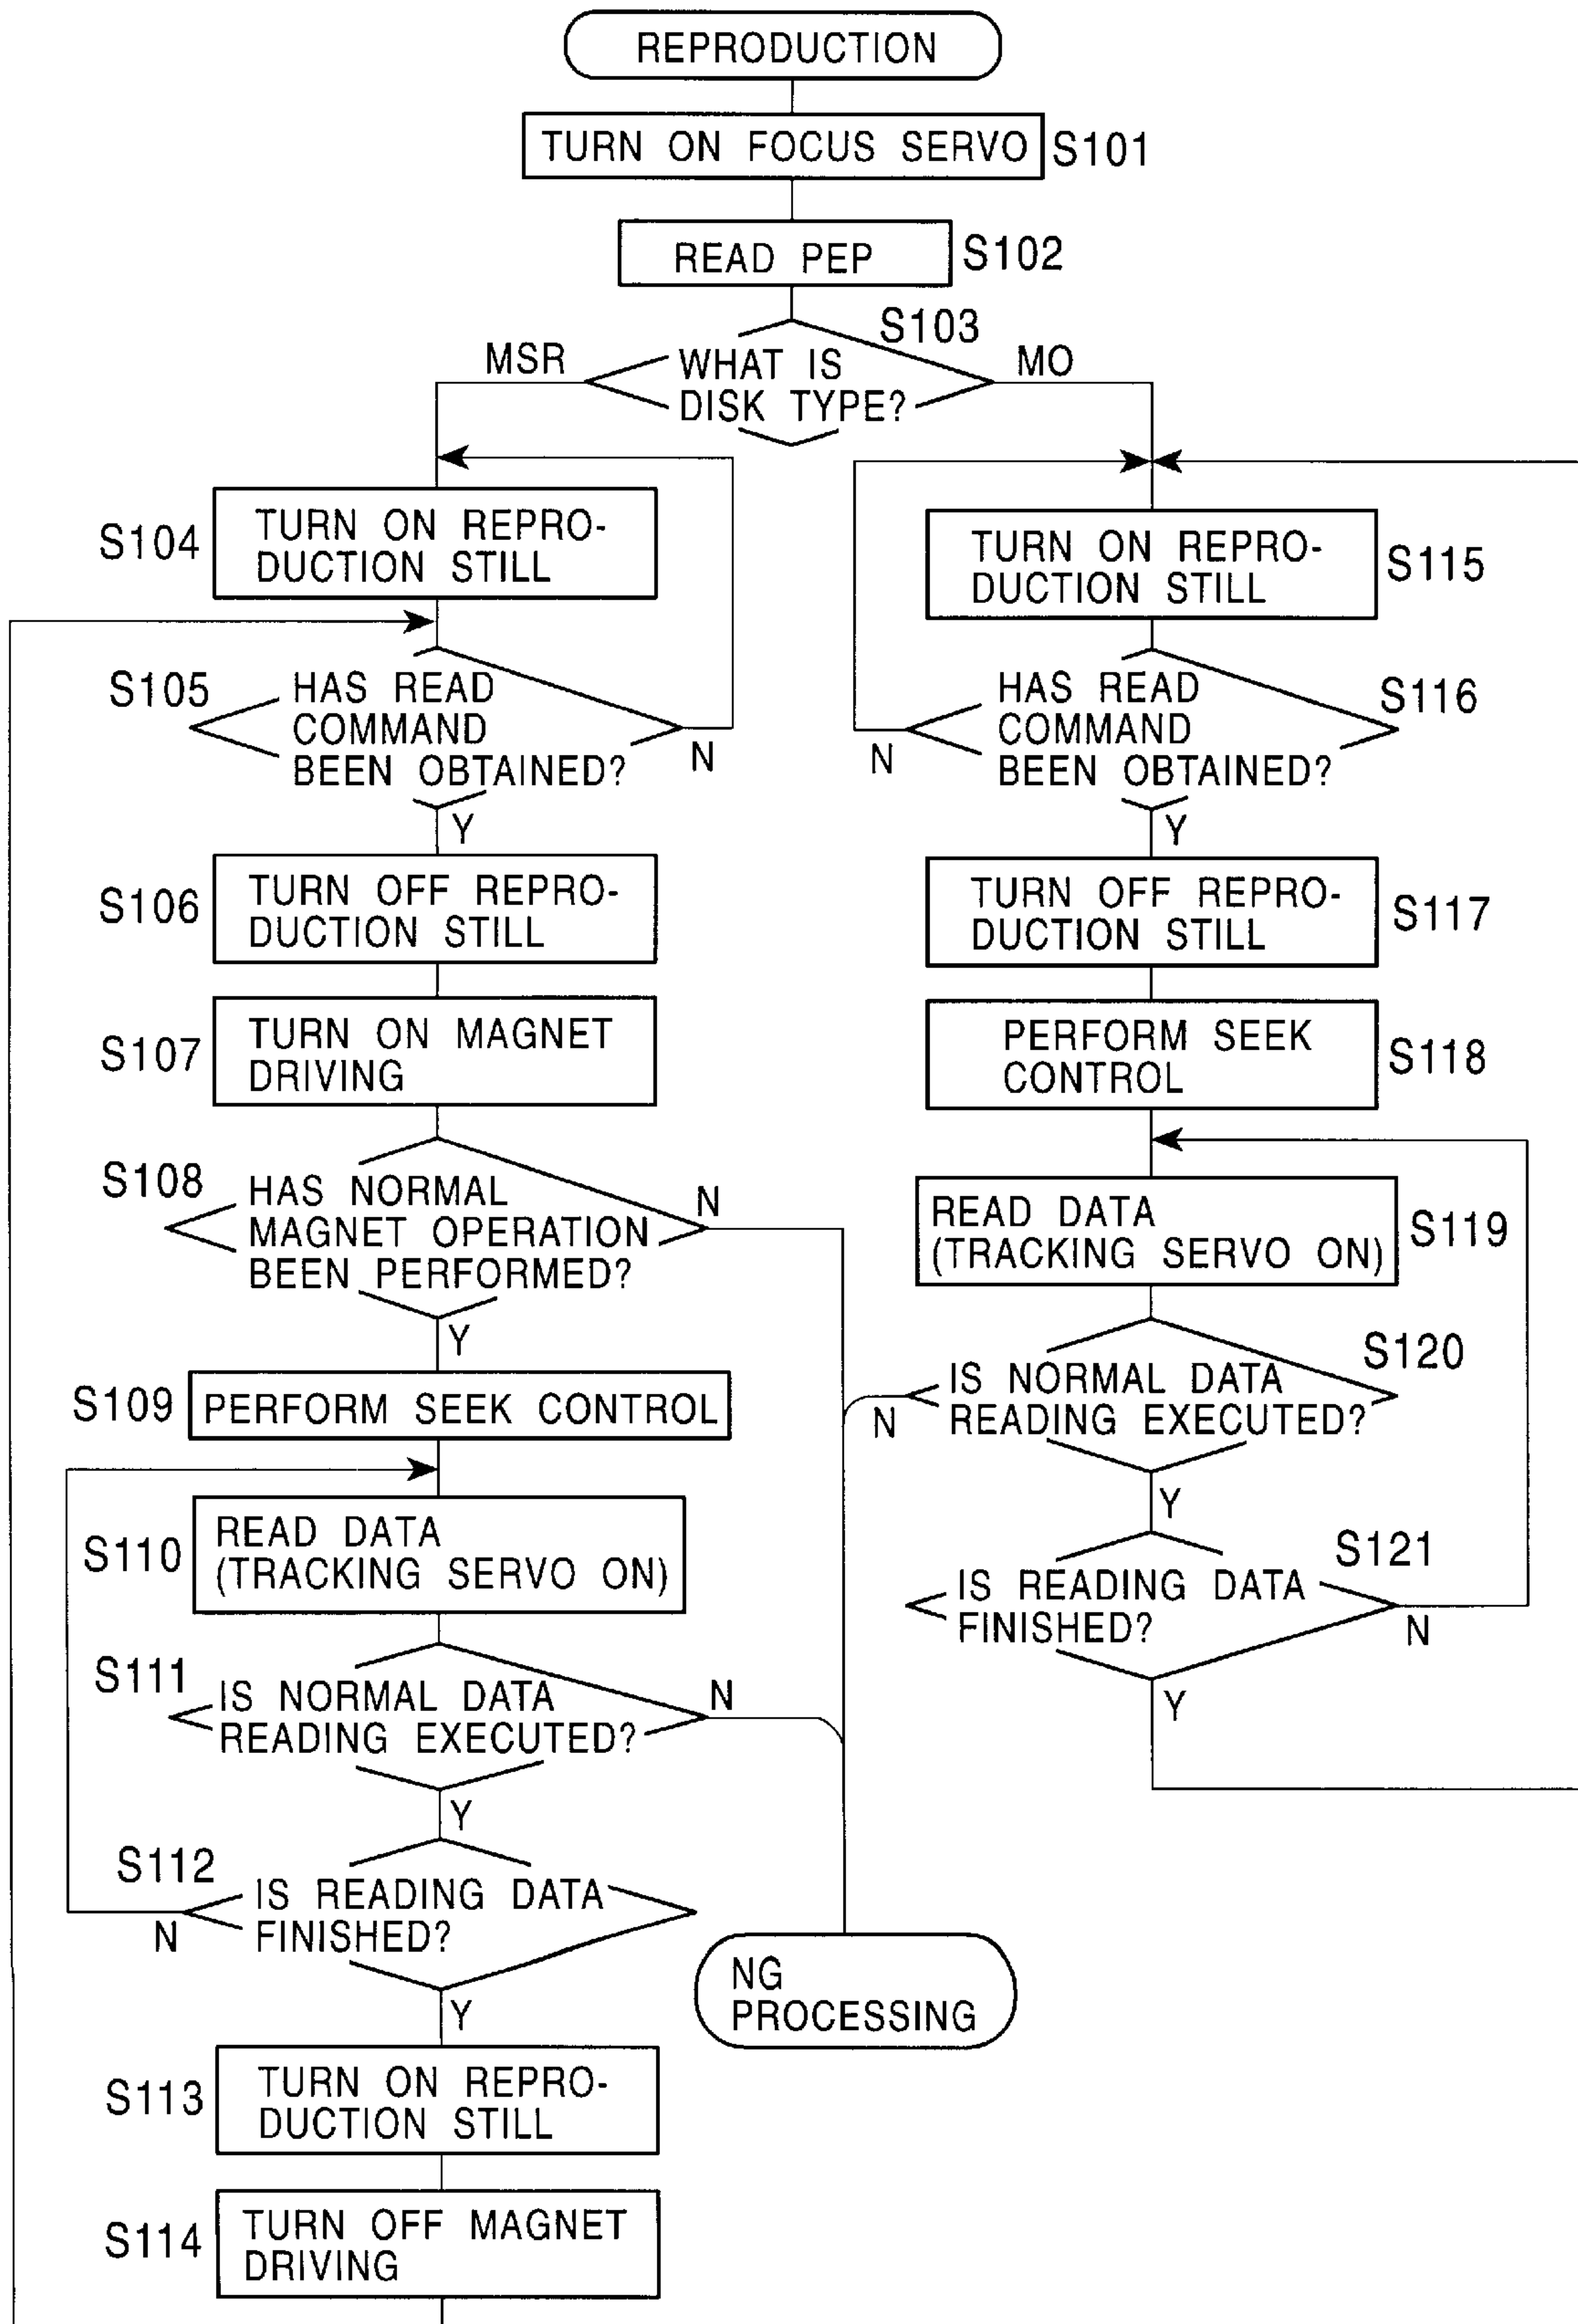 REPRODUCTION
TURN ON FOCUS SERVO
S101
READ PEP
S102
S103
MSR
WHAT IS
DISK TYPE?
MO
S104
TURN ON REPRO-
DUCTION STILL
S105
HAS READ
COMMAND
BEEN OBTAINED?
N
Y
S106
TURN OFF REPRO-
DUCTION STILL
S107
TURN ON MAGNET
DRIVING
S108
HAS NORMAL
MAGNET OPERATION
BEEN PERFORMED?
N
Y
S109
PERFORM SEEK CONTROL
S110
READ DATA
(TRACKING SERVO ON)
S111
IS NORMAL DATA
READING EXECUTED?
N
Y
S112
IS READING DATA
FINISHED?
N
Y
S113
TURN ON REPRO-
DUCTION STILL
S114
TURN OFF MAGNET
DRIVING
TURN ON REPRO-
DUCTION STILL
S115
HAS READ
COMMAND
BEEN OBTAINED?
S116
N
Y
TURN OFF REPRO-
DUCTION STILL
S117
PERFORM SEEK
CONTROL
S118
READ DATA
(TRACKING SERVO ON)
S119
S120
IS NORMAL DATA
READING EXECUTED?
N
Y
S121
IS READING DATA
FINISHED?
N
Y
NG
PROCESSING